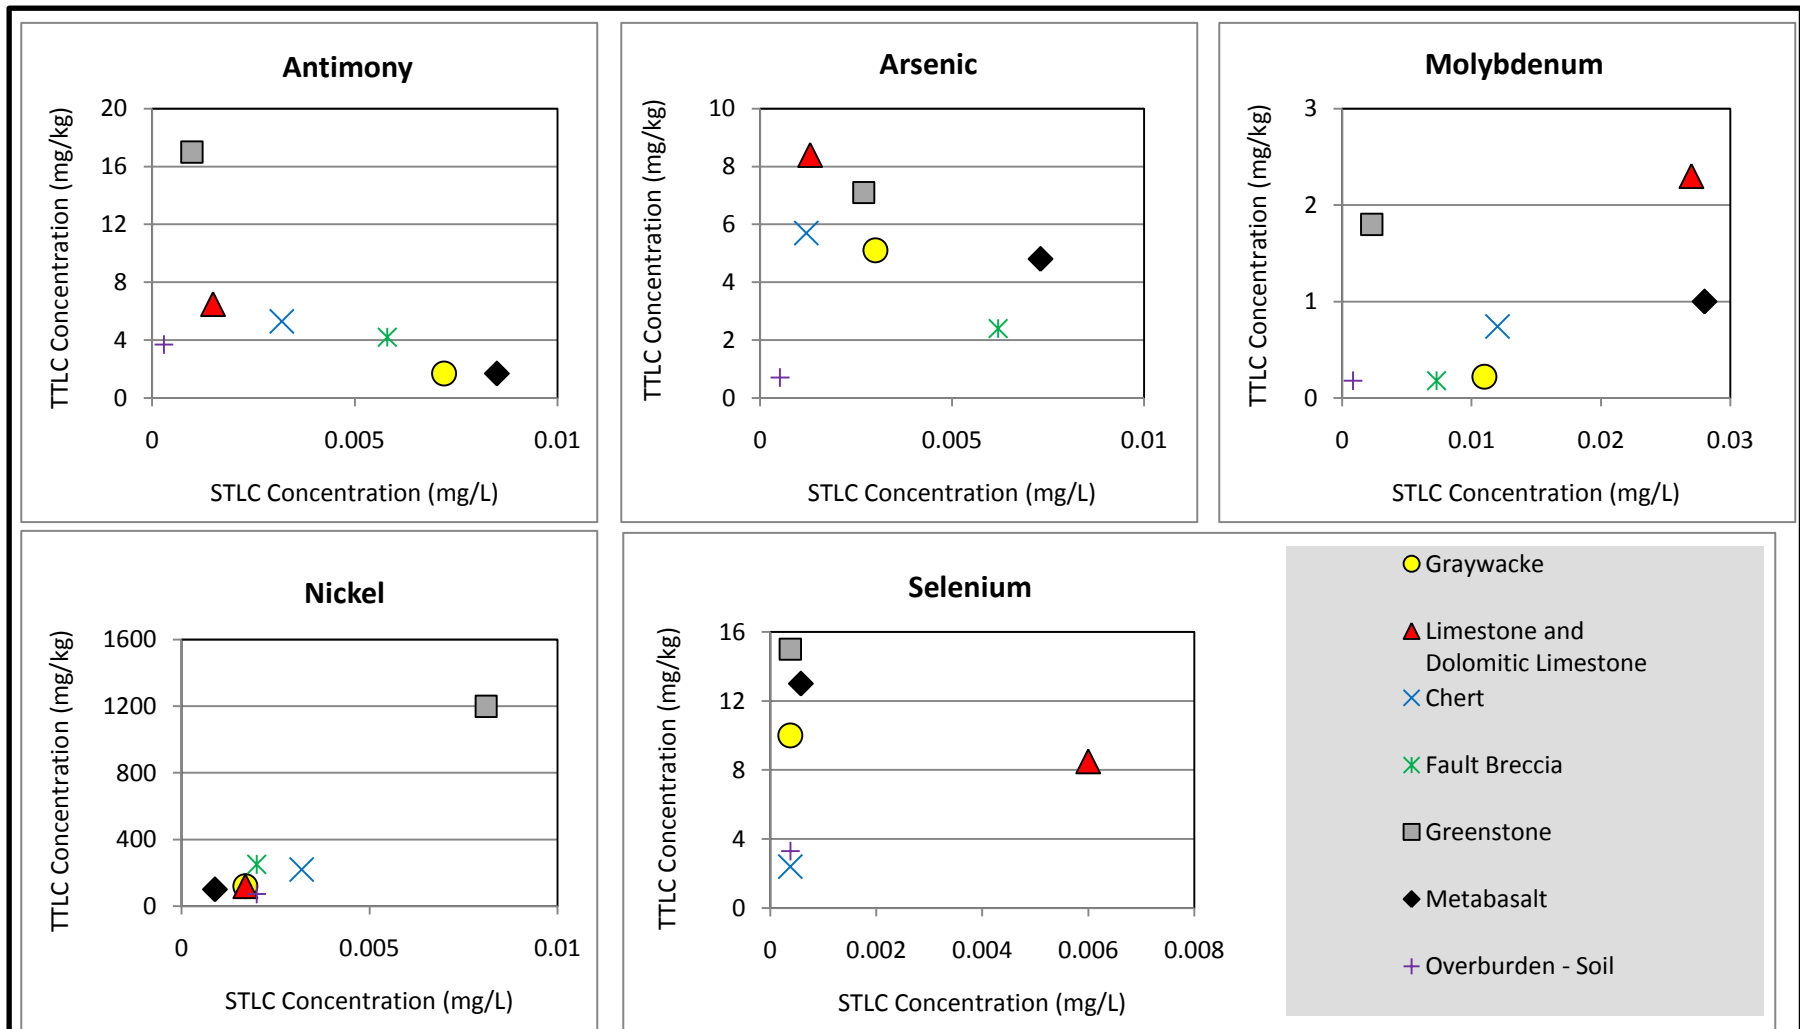 Antimony
TTLC Concentration (mg/kg)
20
16
12
8
4
0
0 0.005 0.01
STLC Concentration (mg/L)
Arsenic
TTLC Concentration (mg/kg)
10
8
6
4
2
0
0 0.005 0.01
STLC Concentration (mg/L)
Molybdenum
TTLC Concentration (mg/kg)
3
2
1
0
0 0.01 0.02 0.03
STLC Concentration (mg/L)
Nickel
TTLC Concentration (mg/kg)
1600
1200
800
400
0
0 0.005 0.01
STLC Concentration (mg/L)
Selenium
TTLC Concentration (mg/kg)
16
12
8
4
0
0 0.002 0.004 0.006 0.008
STLC Concentration (mg/L)
Graywacke
Limestone and
Dolomitic Limestone
Chert
Fault Breccia
Greenstone
Metabasalt
Overburden - Soil